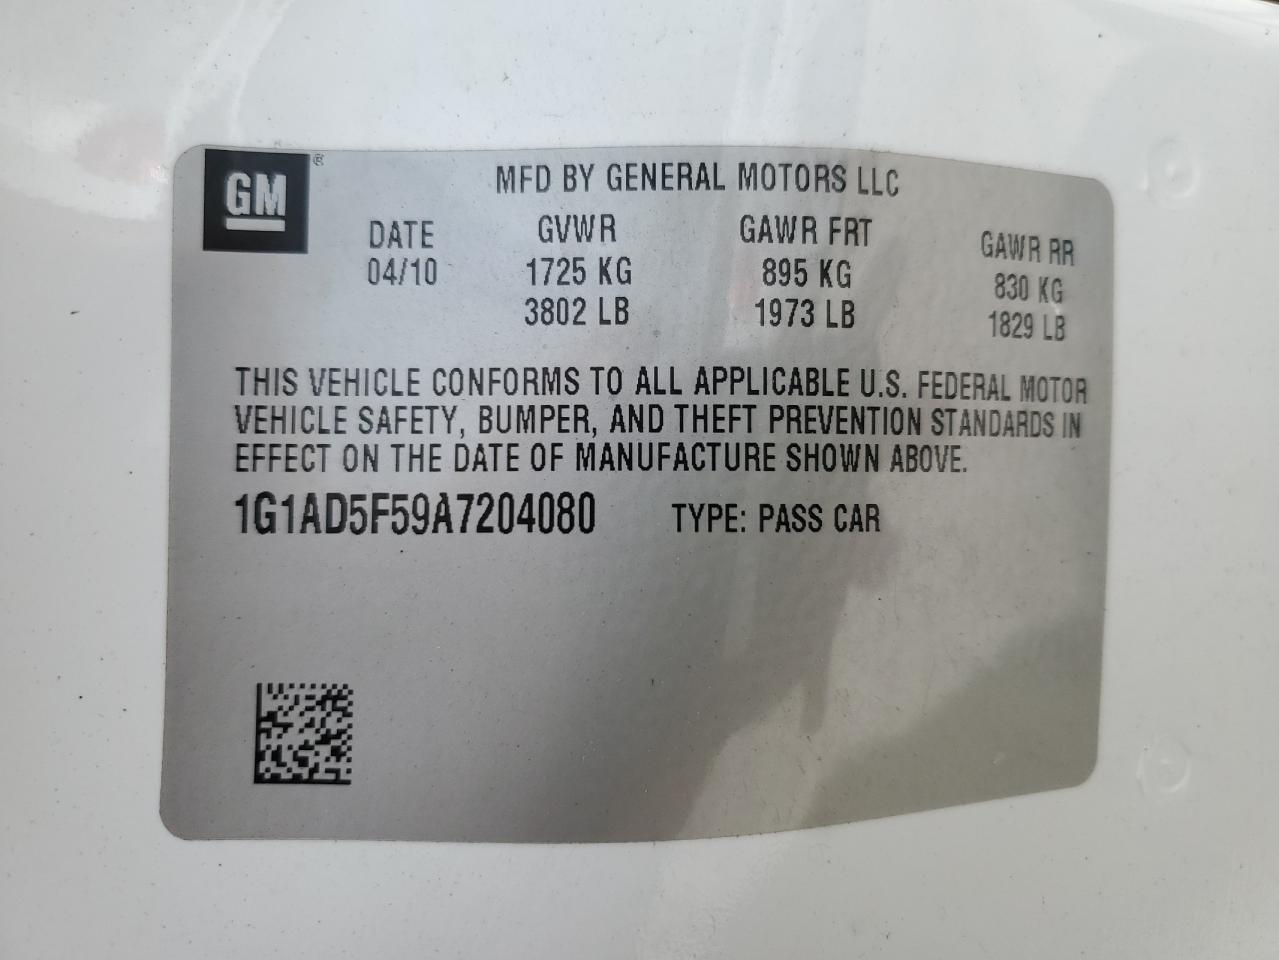 GM®
MFD BY GENERAL MOTORS LLC
DATE GVWR GAWR FRT GAWR RR
04/10 1725 KG 895 KG 830 KG
3802 LB 1973 LB 1829 LB
THIS VEHICLE CONFORMS TO ALL APPLICABLE U.S. FEDERAL MOTOR
VEHICLE SAFETY, BUMPER, AND THEFT PREVENTION STANDARDS IN
EFFECT ON THE DATE OF MANUFACTURE SHOWN ABOVE.
1G1AD5F59A7204080 TYPE: PASS CAR